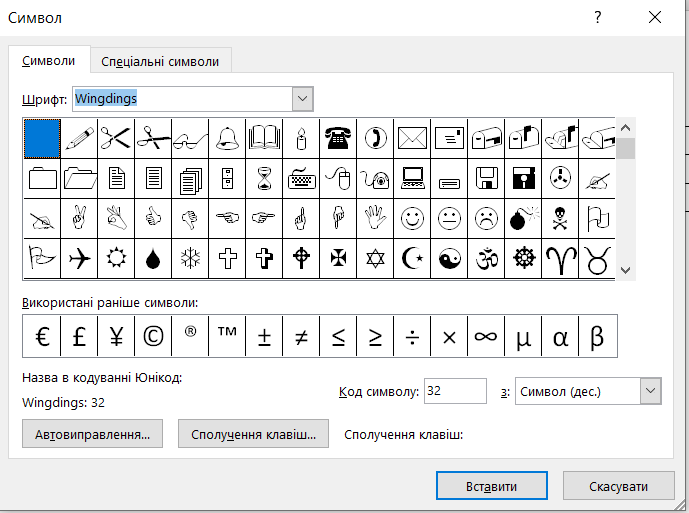 Символ
Символи
Спеціальні символи
Шрифт: Wingdings
Використані раніше символи:
€ £ ¥ © ® ™ ± ≠ ≤ ≥ ÷ × ∞ µ α β
Назва в кодуванні Юнікод:
Wingdings: 32
Код символу: 32 з: Символ (дес.)
Автовиправлення... Сполучення клавіш... Сполучення клавіш:
Вставити Скасувати